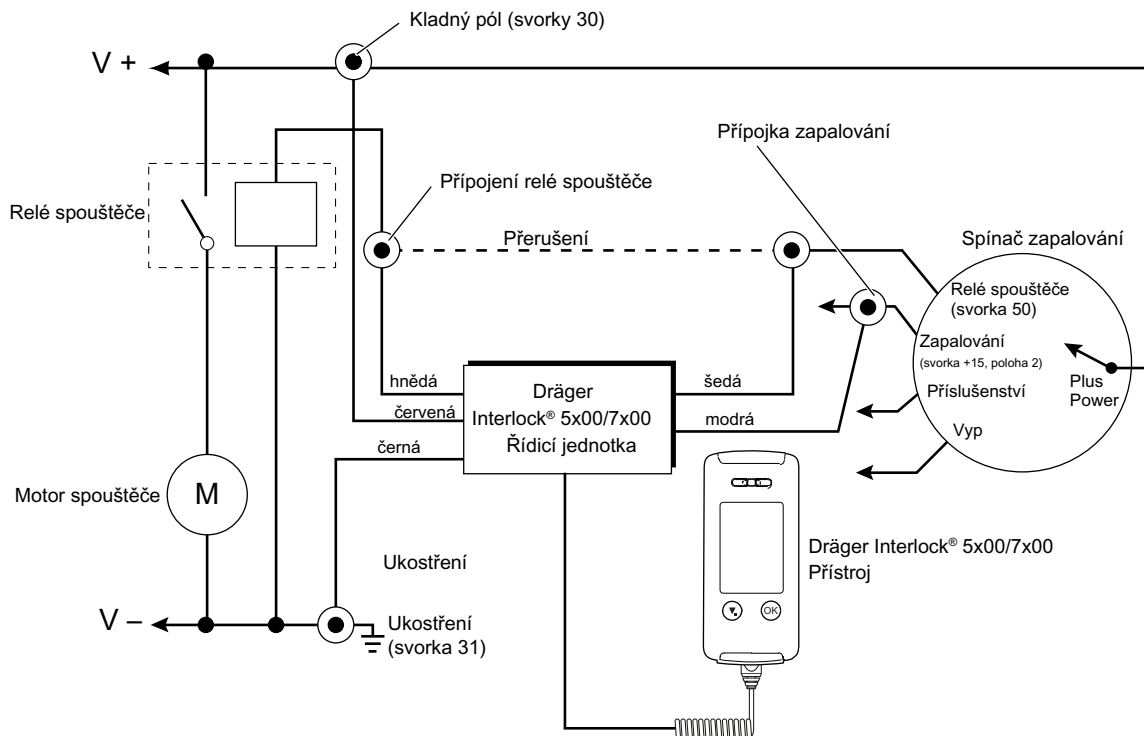 Kladný pól (svorky 30)
V +
Přípojka zapalování
Přípojení relé spouštěče
Relé spouštěče
Přerušení
Spínač zapalování
Relé spouštěče
(svorka 50)
Zapalování
(svorka +15, poloha 2)
Příslušenství
Plus
Power
Vyp
hnědá
červená
černá
Dräger
Interlock® 5x00/7x00
Řídicí jednotka
šedá
modrá
Motor spouštěče
M
Dräger Interlock® 5x00/7x00
Přístroj
OK
Ukostření
V –
Ukostření
(svorka 31)